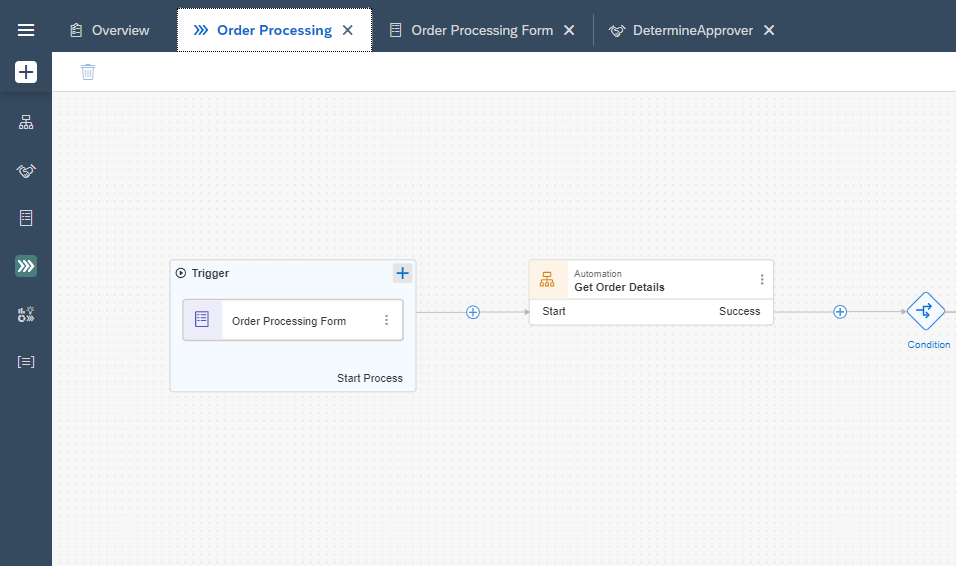 Overview
Order Processing
Order Processing Form
DetermineApprover
Trigger
Order Processing Form
Start Process
Automation
Get Order Details
Start
Success
Condition